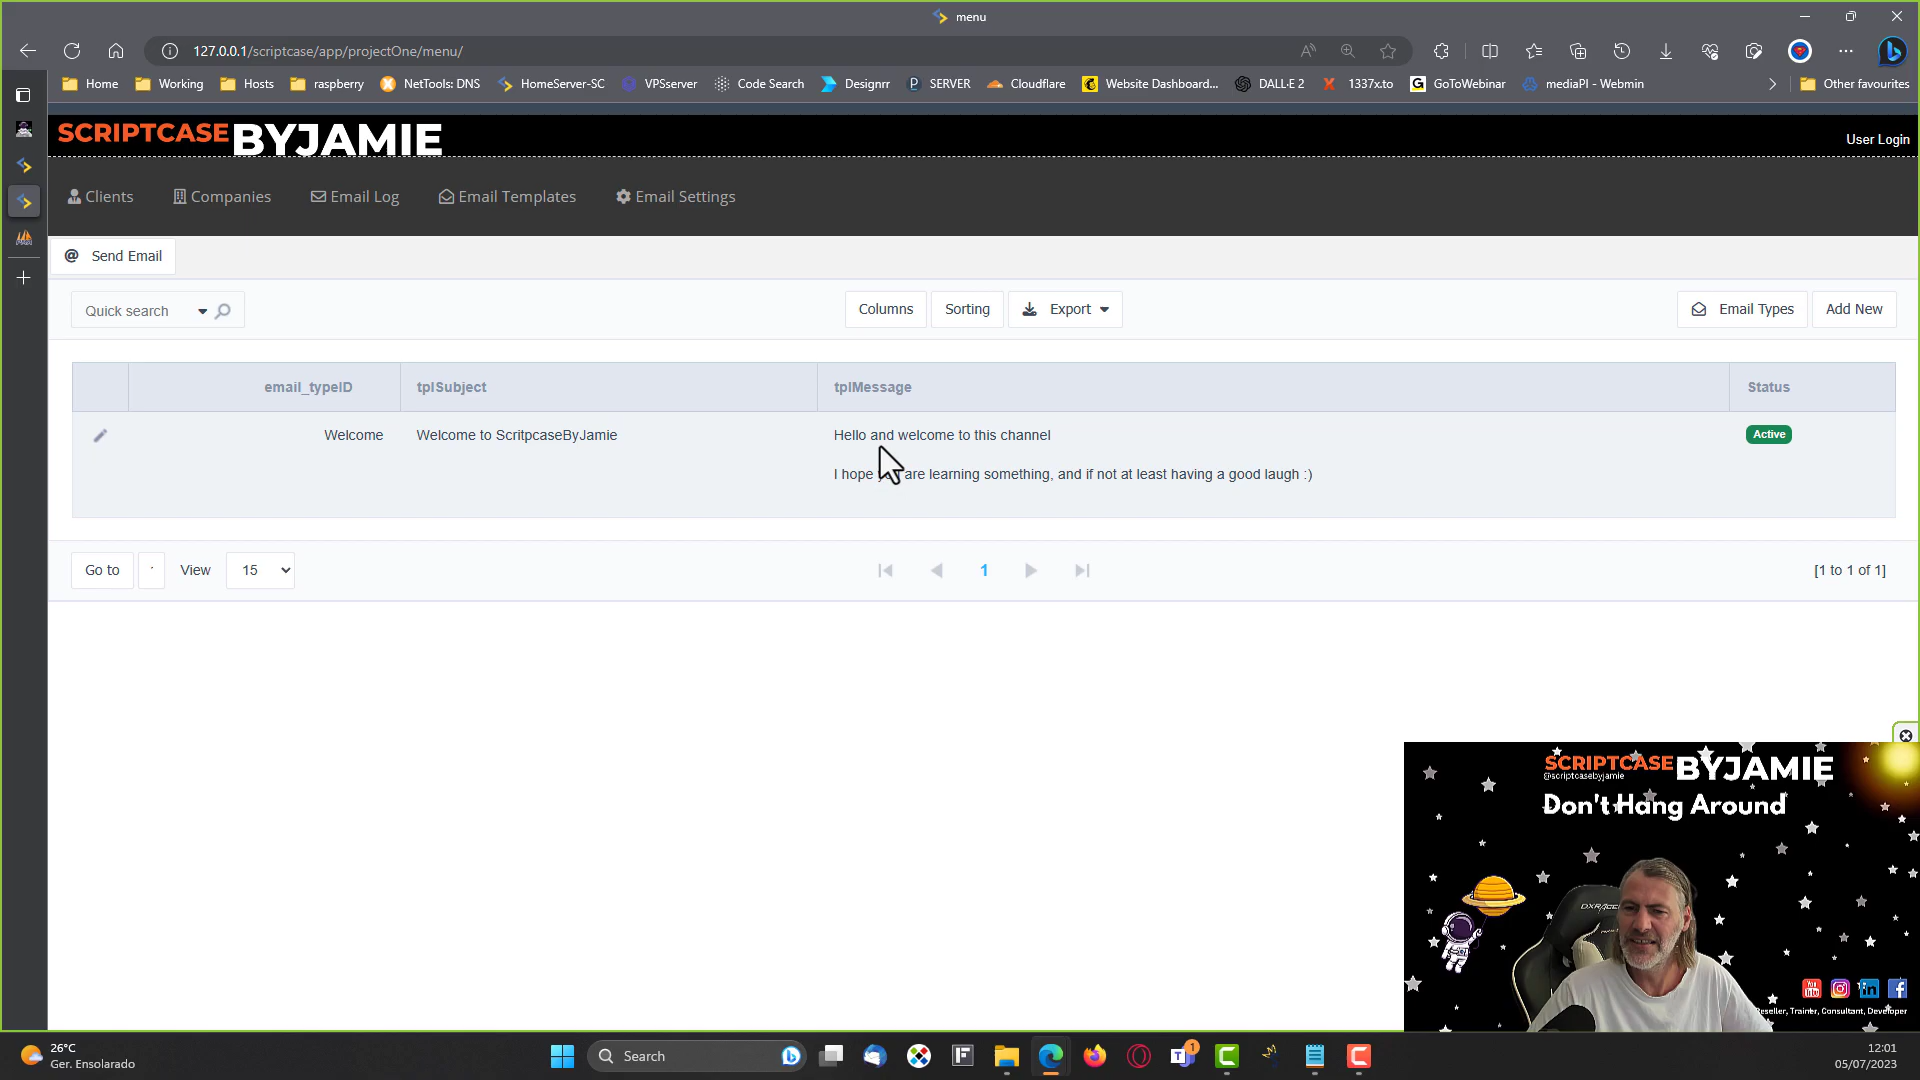 menu
127.0.0.1/scriptcase/app/projectOne/menu/
Home Working Hosts raspberry NetTools: DNS HomeServer-SC VPSserver Code Search Designrr SERVER Cloudflare Website Dashboard... DALL·E 2 1337x.to GoToWebinar mediaPI - Webmin Other favourites
SCRIPTCASE BYJAMIE
User Login
Clients Companies Email Log Email Templates Email Settings
@ Send Email
Quick search Columns Sorting Export Email Types Add New
email_typeID tplSubject tplMessage Status
Welcome Welcome to ScritpcaseByJamie Hello and welcome to this channel Active
I hope are learning something, and if not at least having a good laugh :)
Go to View 15 1 [1 to 1 of 1]
SCRIPTCASE BYJAMIE
@scriptcasebyjamie
Don't Hang Around
DXRACER
Reseller, Trainer, Consultant, Developer
26°C
Ger. Ensolarado
Search
1
12:01
05/07/2023